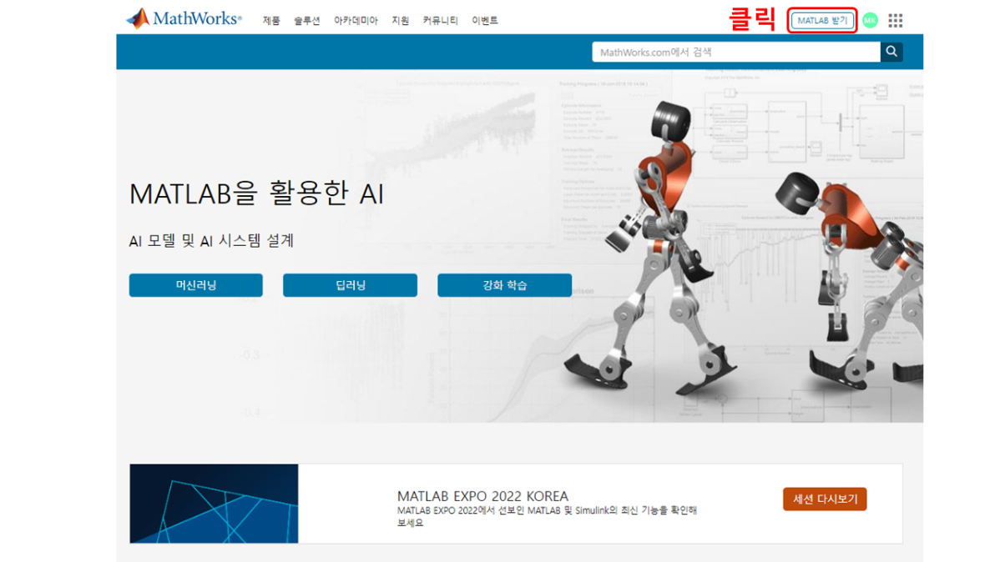 MathWorks®
제품 솔루션 아카데미아 지원 커뮤니티 이벤트
클릭
MATLAB 받기
MK
MathWorks.com에서 검색
MATLAB을 활용한 AI
AI 모델 및 AI 시스템 설계
머신러닝 딥러닝 강화 학습
-0.3
-0.4
MATLAB EXPO 2022 KOREA
MATLAB EXPO 2022에서 선보인 MATLAB 및 Simulink의 최신 기능을 확인해
보세요
세션 다시보기